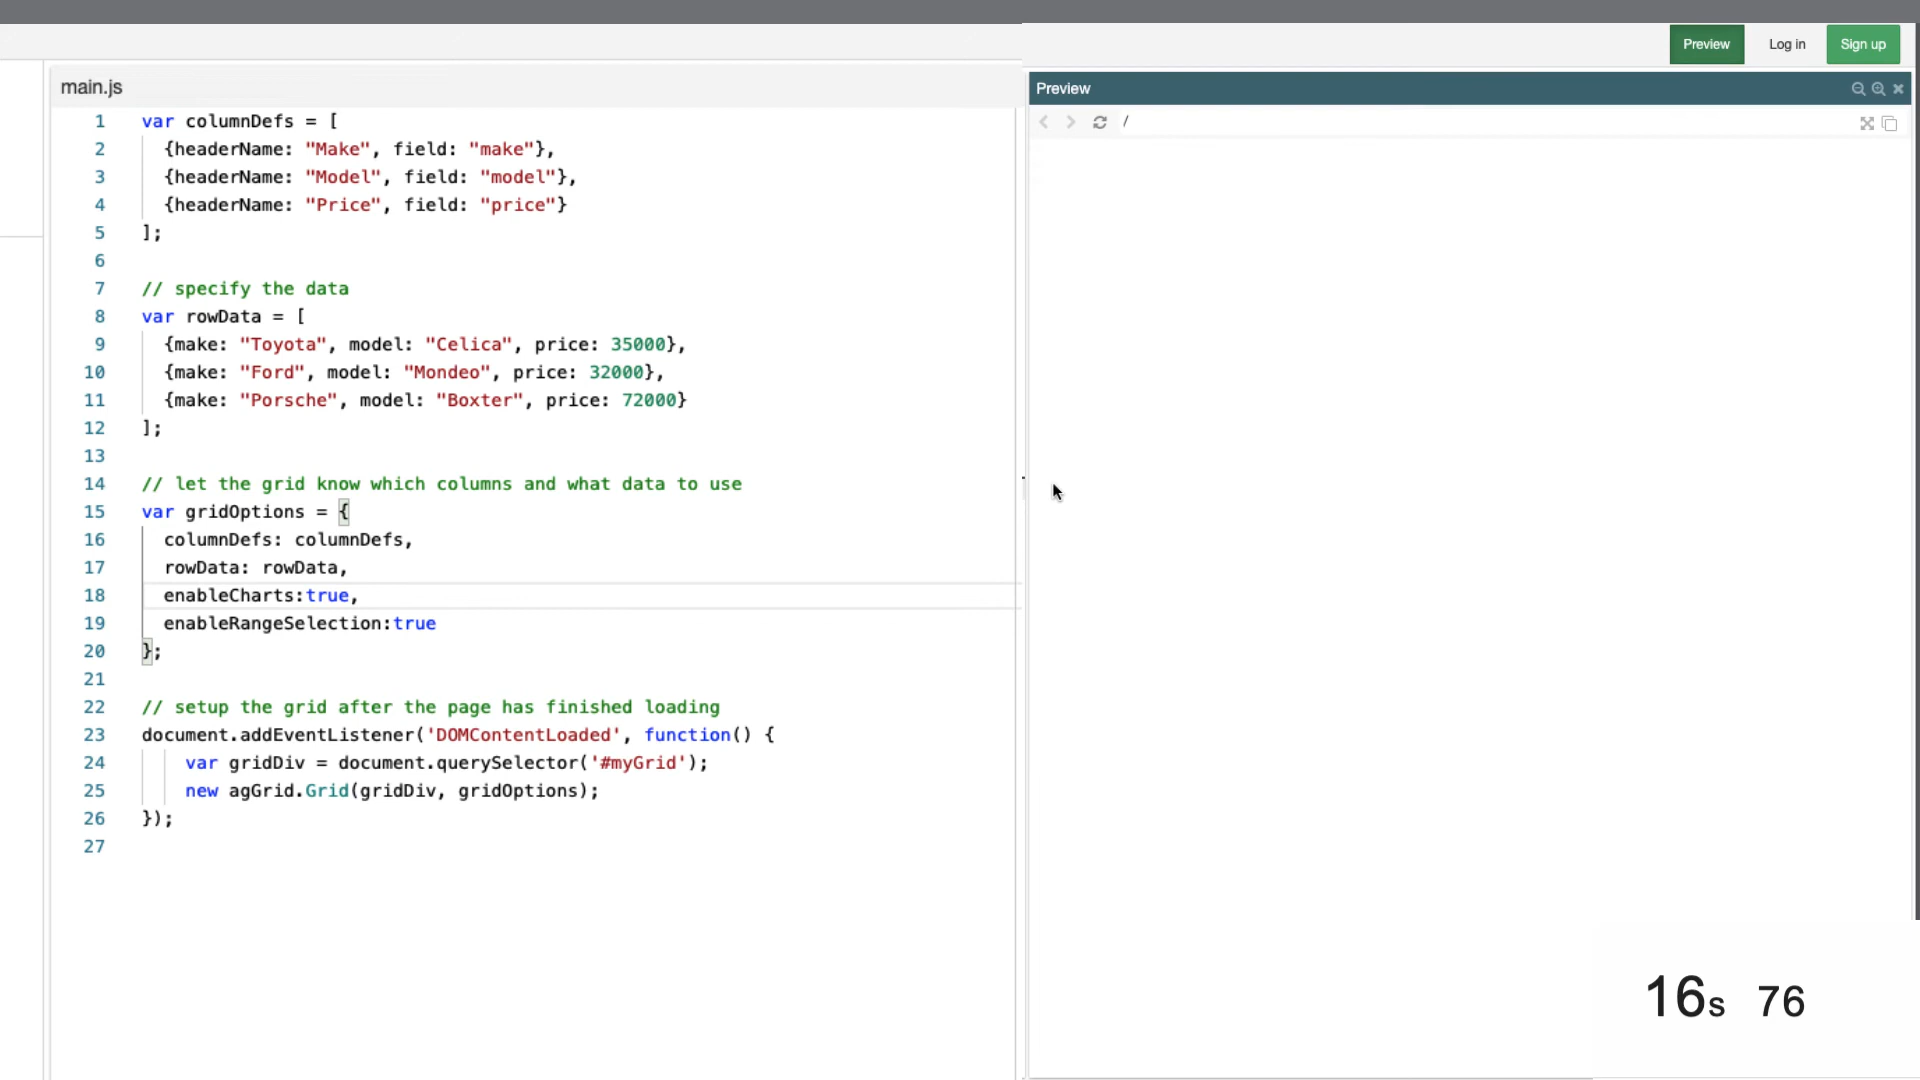 Preview Log in Sign up
main.js
Preview
/
1 var columnDefs = [
2 {headerName: "Make", field: "make"},
3 {headerName: "Model", field: "model"},
4 {headerName: "Price", field: "price"}
5 ];
6
7 // specify the data
8 var rowData = [
9 {make: "Toyota", model: "Celica", price: 35000},
10 {make: "Ford", model: "Mondeo", price: 32000},
11 {make: "Porsche", model: "Boxter", price: 72000}
12 ];
13
14 // let the grid know which columns and what data to use
15 var gridOptions = {
16 columnDefs: columnDefs,
17 rowData: rowData,
18 enableCharts:true,
19 enableRangeSelection:true
20 };
21
22 // setup the grid after the page has finished loading
23 document.addEventListener('DOMContentLoaded', function() {
24 var gridDiv = document.querySelector('#myGrid');
25 new agGrid.Grid(gridDiv, gridOptions);
26 });
27
16s 76